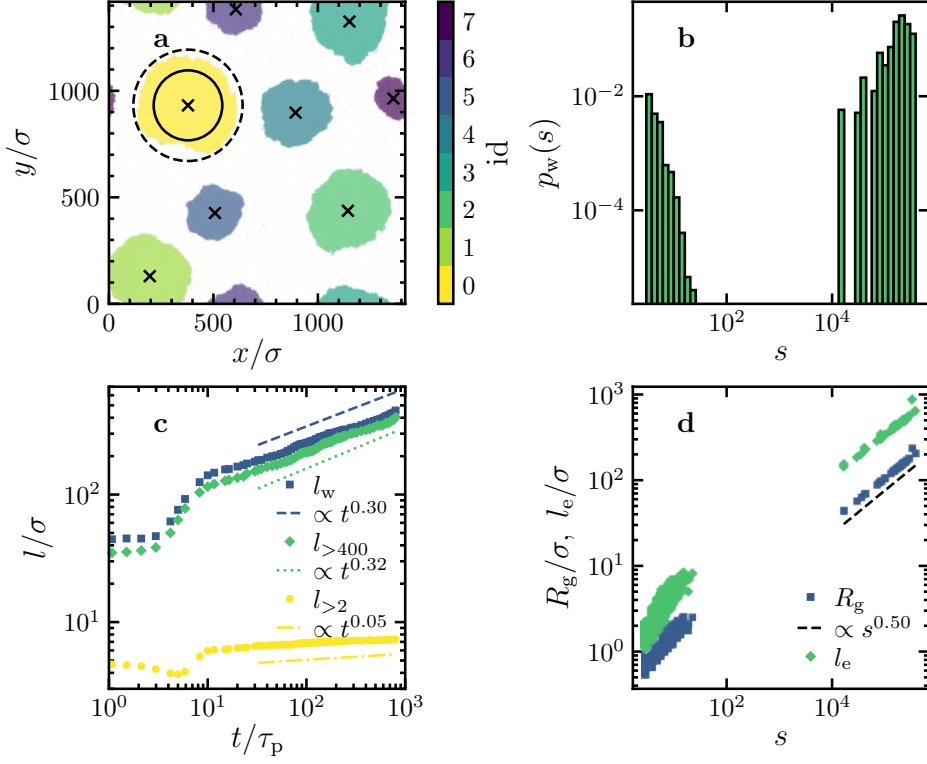 a
y/σ
1000
500
0
0
500
1000
x/σ
7
6
5
4
3
2
1
0
id
b
p_w(s)
10^{-2}
10^{-4}
10^2
10^4
s
c
l/σ
10^2
10^1
10^0
10^1
10^2
10^3
t/τ_p
l_w
∝ t^{0.30}
l_{>400}
∝ t^{0.32}
l_{>2}
∝ t^{0.05}
d
R_g/σ, l_e/σ
10^3
10^2
10^1
10^0
10^2
10^4
s
R_g
∝ s^{0.50}
l_e